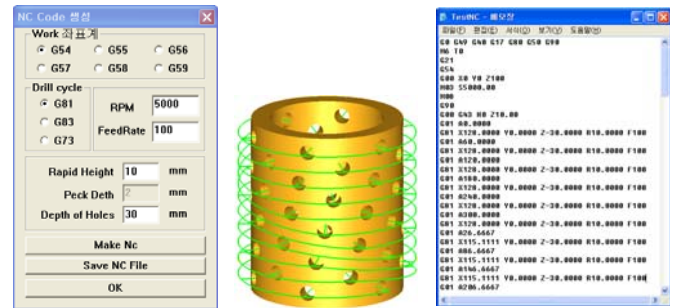 NC Code 생성
Work 좌표계
G54 G55 G56
G57 G58 G59
Drill cycle
G81
G83
G73
RPM 5000
FeedRate 100
Rapid Height 10 mm
Peck Deth 2 mm
Depth of Holes 30 mm
Make Nc
Save NC File
OK
TestNC - 메모장
파일(F) 편집(E) 서식(O) 보기(V) 도움말(H)
G0 G49 G40 G17 G80 G50 G90
M6 T0
G21
G54
G00 X0 Y0 Z100
M03 S5000.00
M08
G90
G00 G43 H0 Z10.00
G01 A0.0000
G81 X128.0000 Y0.0000 Z-30.0000 R10.0000 F100
G01 A60.0000
G81 X128.0000 Y0.0000 Z-30.0000 R10.0000 F100
G01 A120.0000
G81 X128.0000 Y0.0000 Z-30.0000 R10.0000 F100
G01 A180.0000
G81 X128.0000 Y0.0000 Z-30.0000 R10.0000 F100
G01 A240.0000
G81 X128.0000 Y0.0000 Z-30.0000 R10.0000 F100
G01 A300.0000
G81 X128.0000 Y0.0000 Z-30.0000 R10.0000 F100
G01 A26.6667
G81 X115.1111 Y0.0000 Z-30.0000 R10.0000 F100
G01 A86.6667
G81 X115.1111 Y0.0000 Z-30.0000 R10.0000 F100
G01 A146.6667
G81 X115.1111 Y0.0000 Z-30.0000 R10.0000 F100
G01 A206.6667